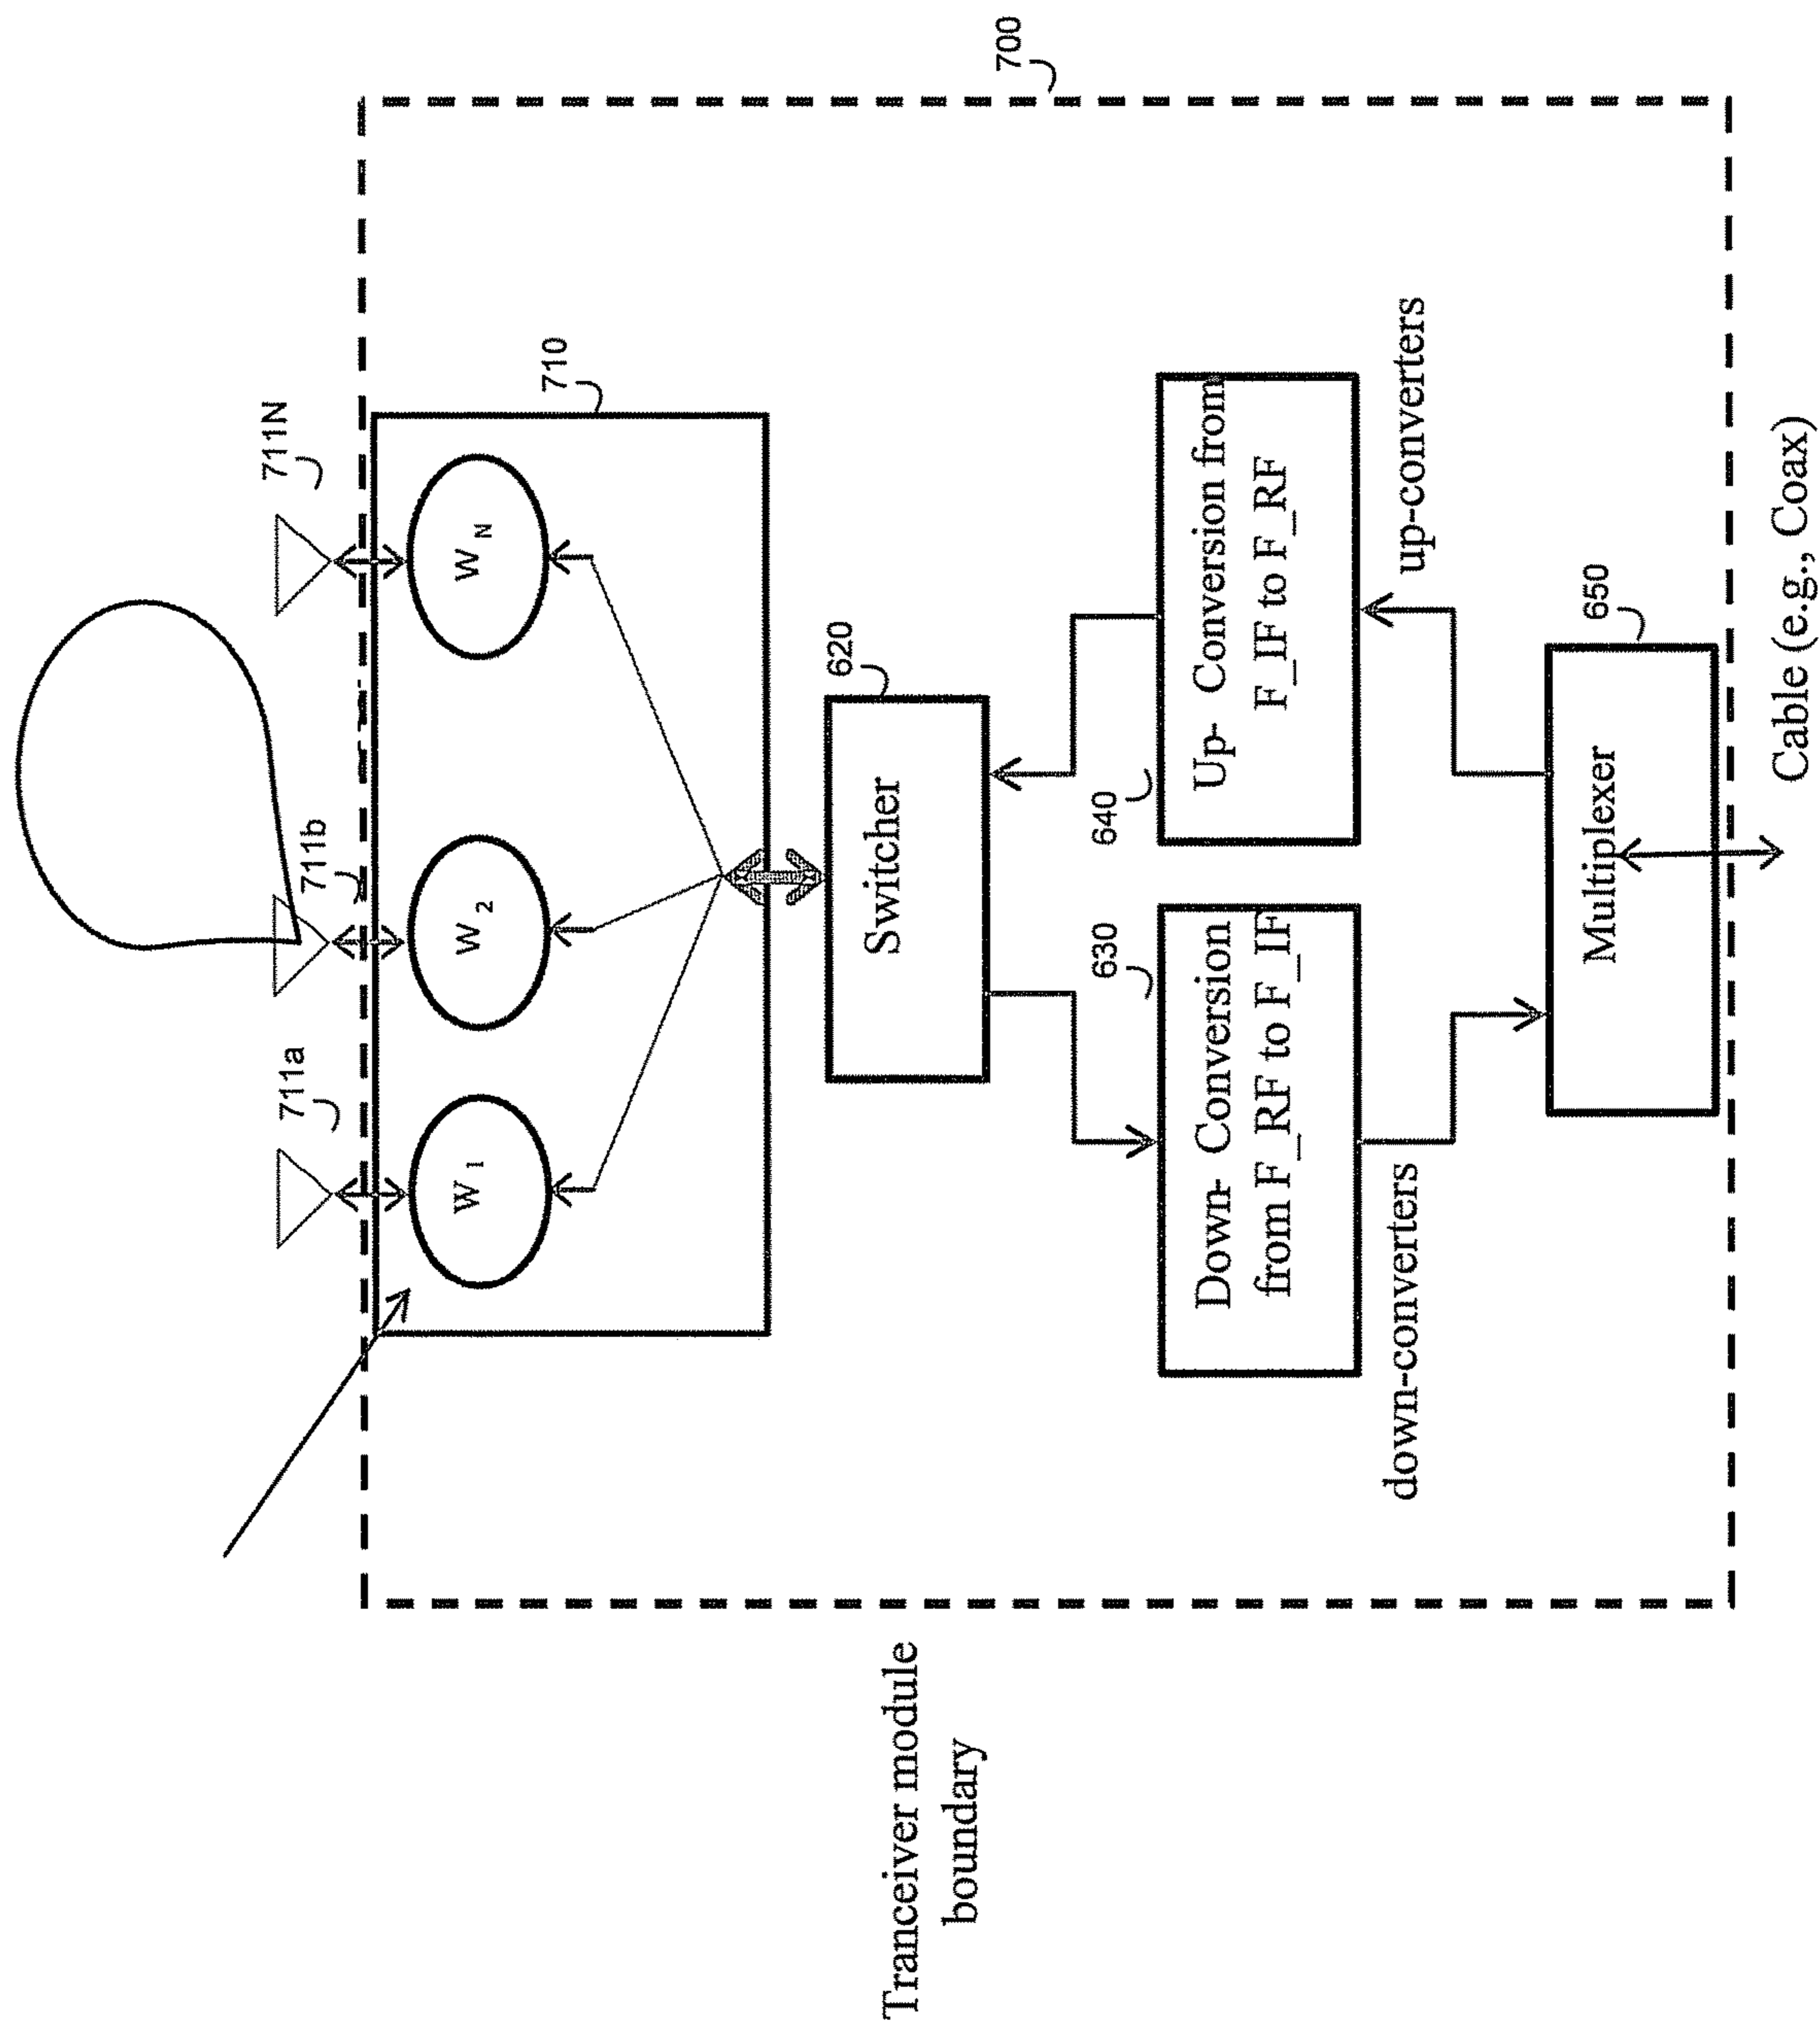 711a
711b
711N
W 1
W 2
W N
710
700
620
Switcher
630
Down- Conversion
from F_RF to F_IF
640
Up- Conversion from
F_IF to F_RF
down-converters
up-converters
650
Multiplexer
Cable (e.g., Coax)
Tranceiver module
boundary